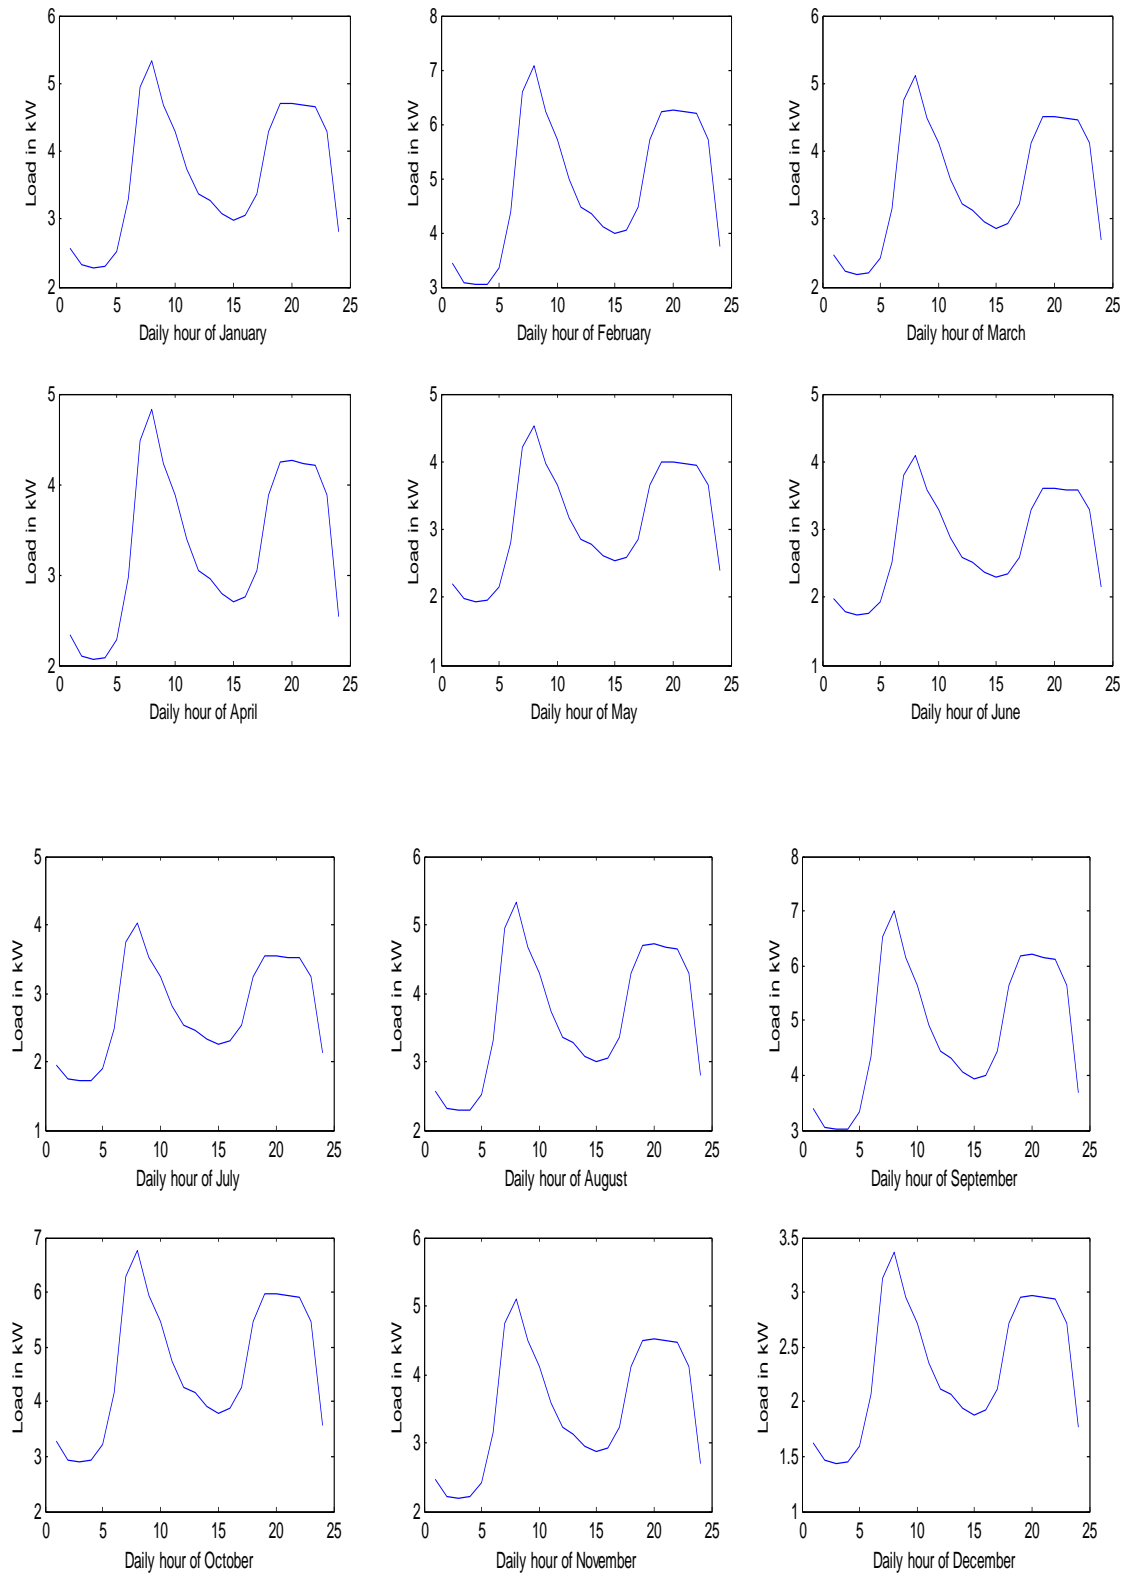 6
5
4
3
2
Load in kW
0 5 10 15 20 25
Daily hour of January
8
7
6
5
4
3
Load in kW
0 5 10 15 20 25
Daily hour of February
6
5
4
3
2
Load in kW
0 5 10 15 20 25
Daily hour of March
5
4
3
2
Load in kW
0 5 10 15 20 25
Daily hour of April
5
4
3
2
1
Load in kW
0 5 10 15 20 25
Daily hour of May
5
4
3
2
1
Load in kW
0 5 10 15 20 25
Daily hour of June
5
4
3
2
1
Load in kW
0 5 10 15 20 25
Daily hour of July
6
5
4
3
2
Load in kW
0 5 10 15 20 25
Daily hour of August
8
7
6
5
4
3
Load in kW
0 5 10 15 20 25
Daily hour of September
7
6
5
4
3
2
Load in kW
0 5 10 15 20 25
Daily hour of October
6
5
4
3
2
Load in kW
0 5 10 15 20 25
Daily hour of November
3.5
3
2.5
2
1.5
1
Load in kW
0 5 10 15 20 25
Daily hour of December